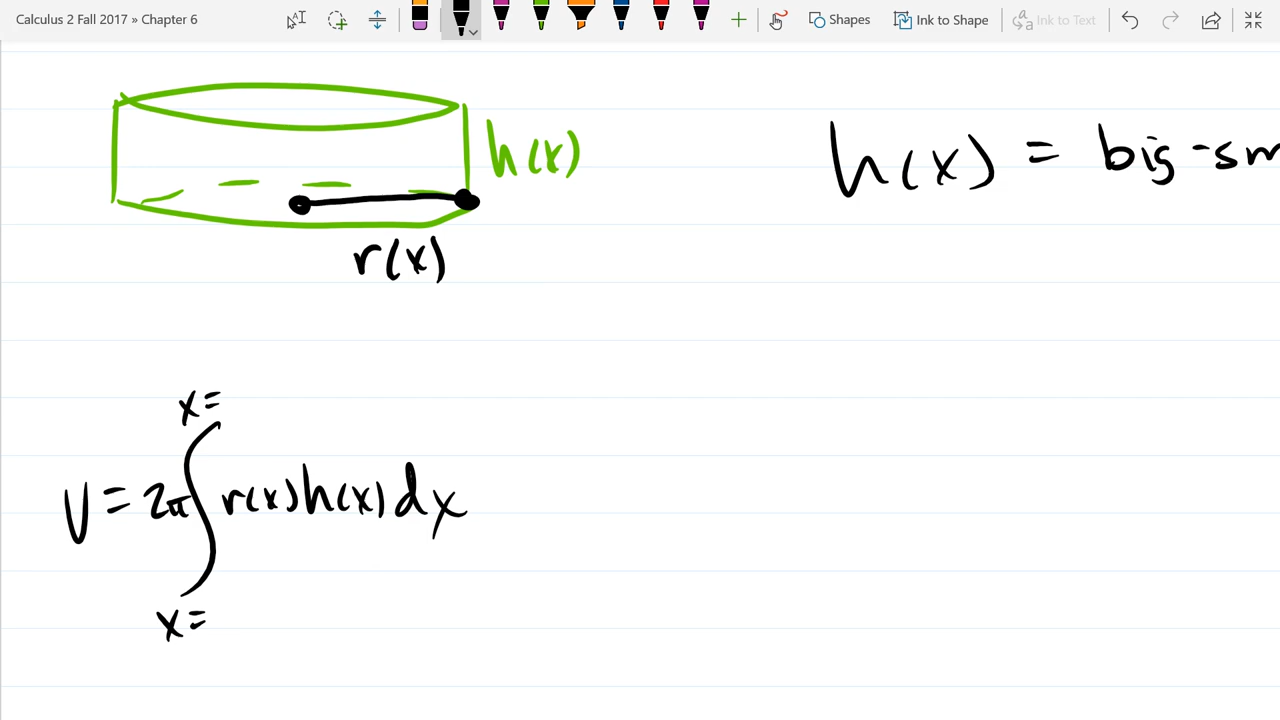 Calculus 2 Fall 2017 » Chapter 6
Shapes
Ink to Shape
Ink to Text
h(x)
h(x) = big-sm
r(x)
x=
V = 2π∫ r(x)h(x)dx
x=